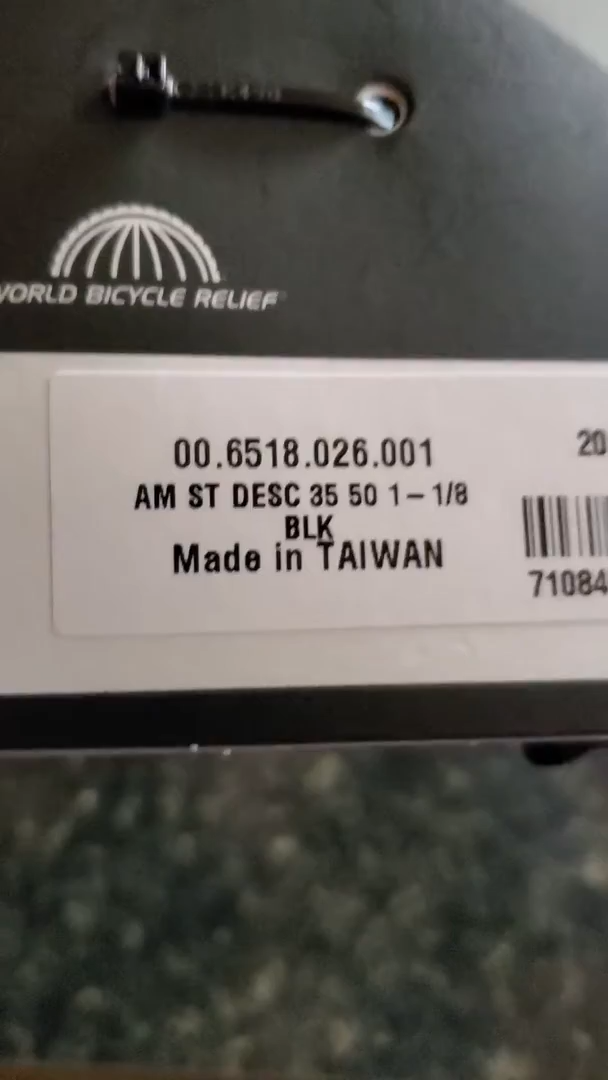 WORLD BICYCLE RELIEF
00.6518.026.001
20
AM ST DESC 35 50 1-1/8
BLK
Made in TAIWAN
71084